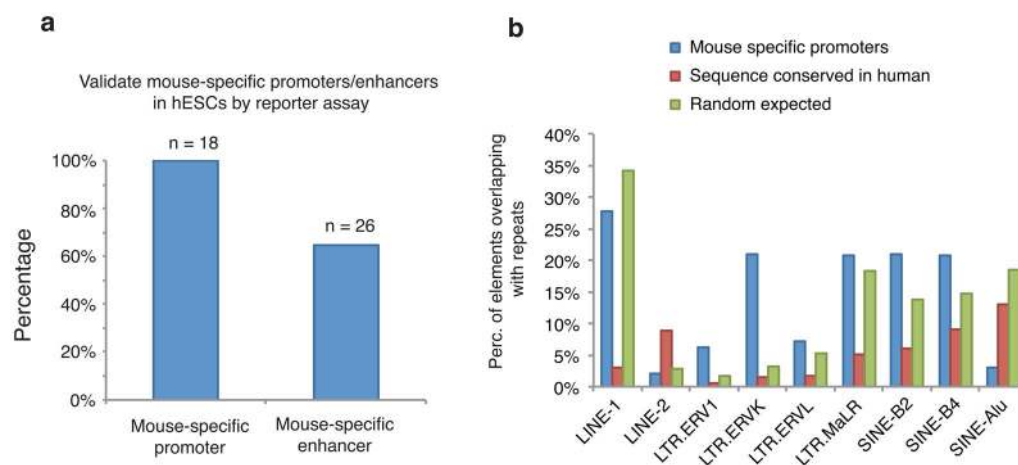 a
Validate mouse-specific promoters/enhancers
in hESCs by reporter assay
n = 18
n = 26
Percentage
100%
80%
60%
40%
20%
0%
Mouse-specific
promoter
Mouse-specific
enhancer
b
Mouse specific promoters
Sequence conserved in human
Random expected
Perc. of elements overlapping
with repeats
40%
35%
30%
25%
20%
15%
10%
5%
0%
LINE-1
LINE-2
LTR.ERV1
LTR.ERVK
LTR.ERVL
LTR.MaLR
SINE-B2
SINE-B4
SINE-Alu